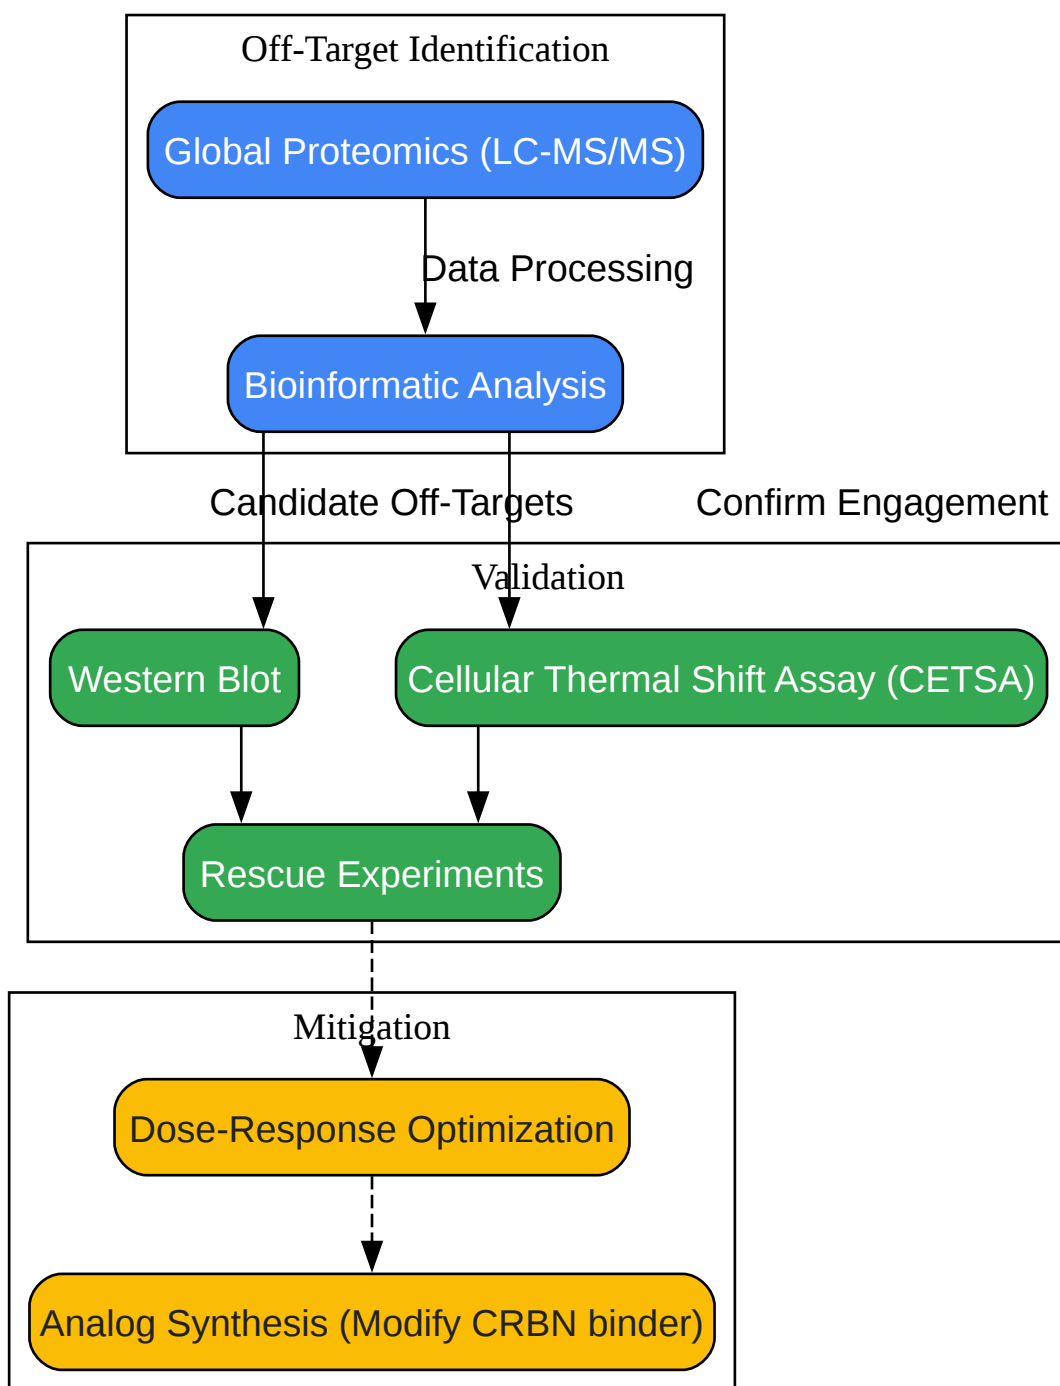 Off-Target Identification
Global Proteomics (LC-MS/MS)
Data Processing
Bioinformatic Analysis
Candidate Off-Targets
Confirm Engagement
Validation
Western Blot
Cellular Thermal Shift Assay (CETSA)
Rescue Experiments
Mitigation
Dose-Response Optimization
Analog Synthesis (Modify CRBN binder)